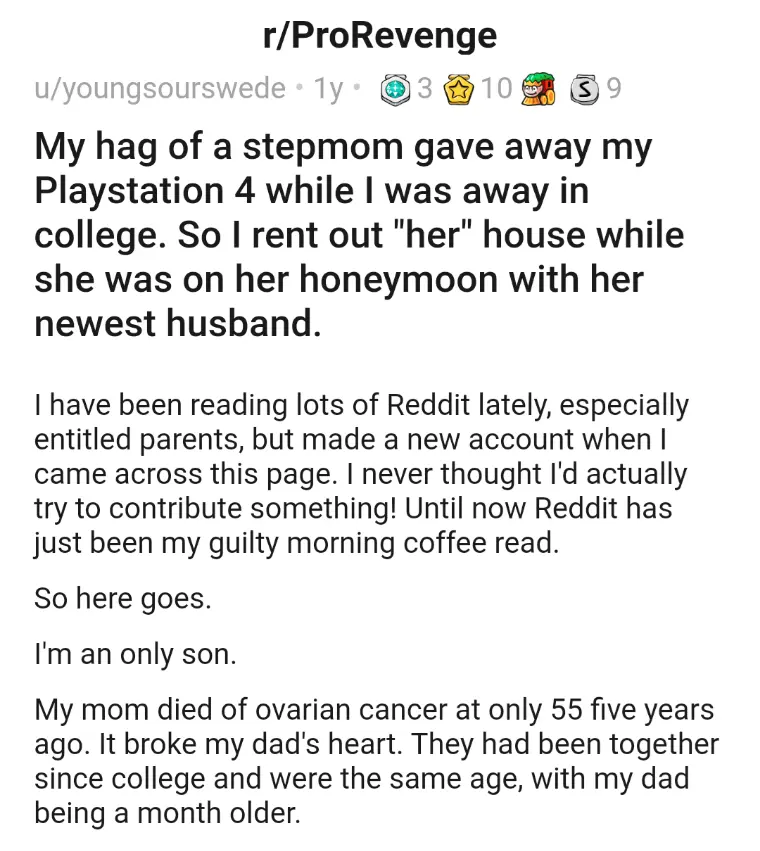 r/ProRevenge
u/youngsourswede • 1y • 3 10 S 9
My hag of a stepmom gave away my
Playstation 4 while I was away in
college. So I rent out "her" house while
she was on her honeymoon with her
newest husband.
I have been reading lots of Reddit lately, especially
entitled parents, but made a new account when I
came across this page. I never thought I'd actually
try to contribute something! Until now Reddit has
just been my guilty morning coffee read.
So here goes.
I'm an only son.
My mom died of ovarian cancer at only 55 five years
ago. It broke my dad's heart. They had been together
since college and were the same age, with my dad
being a month older.